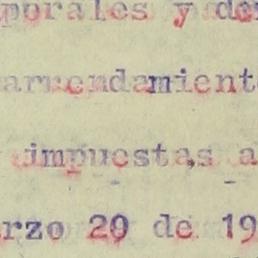 porales y de
arrendamient
impuestas, a
rzo 29 de 19